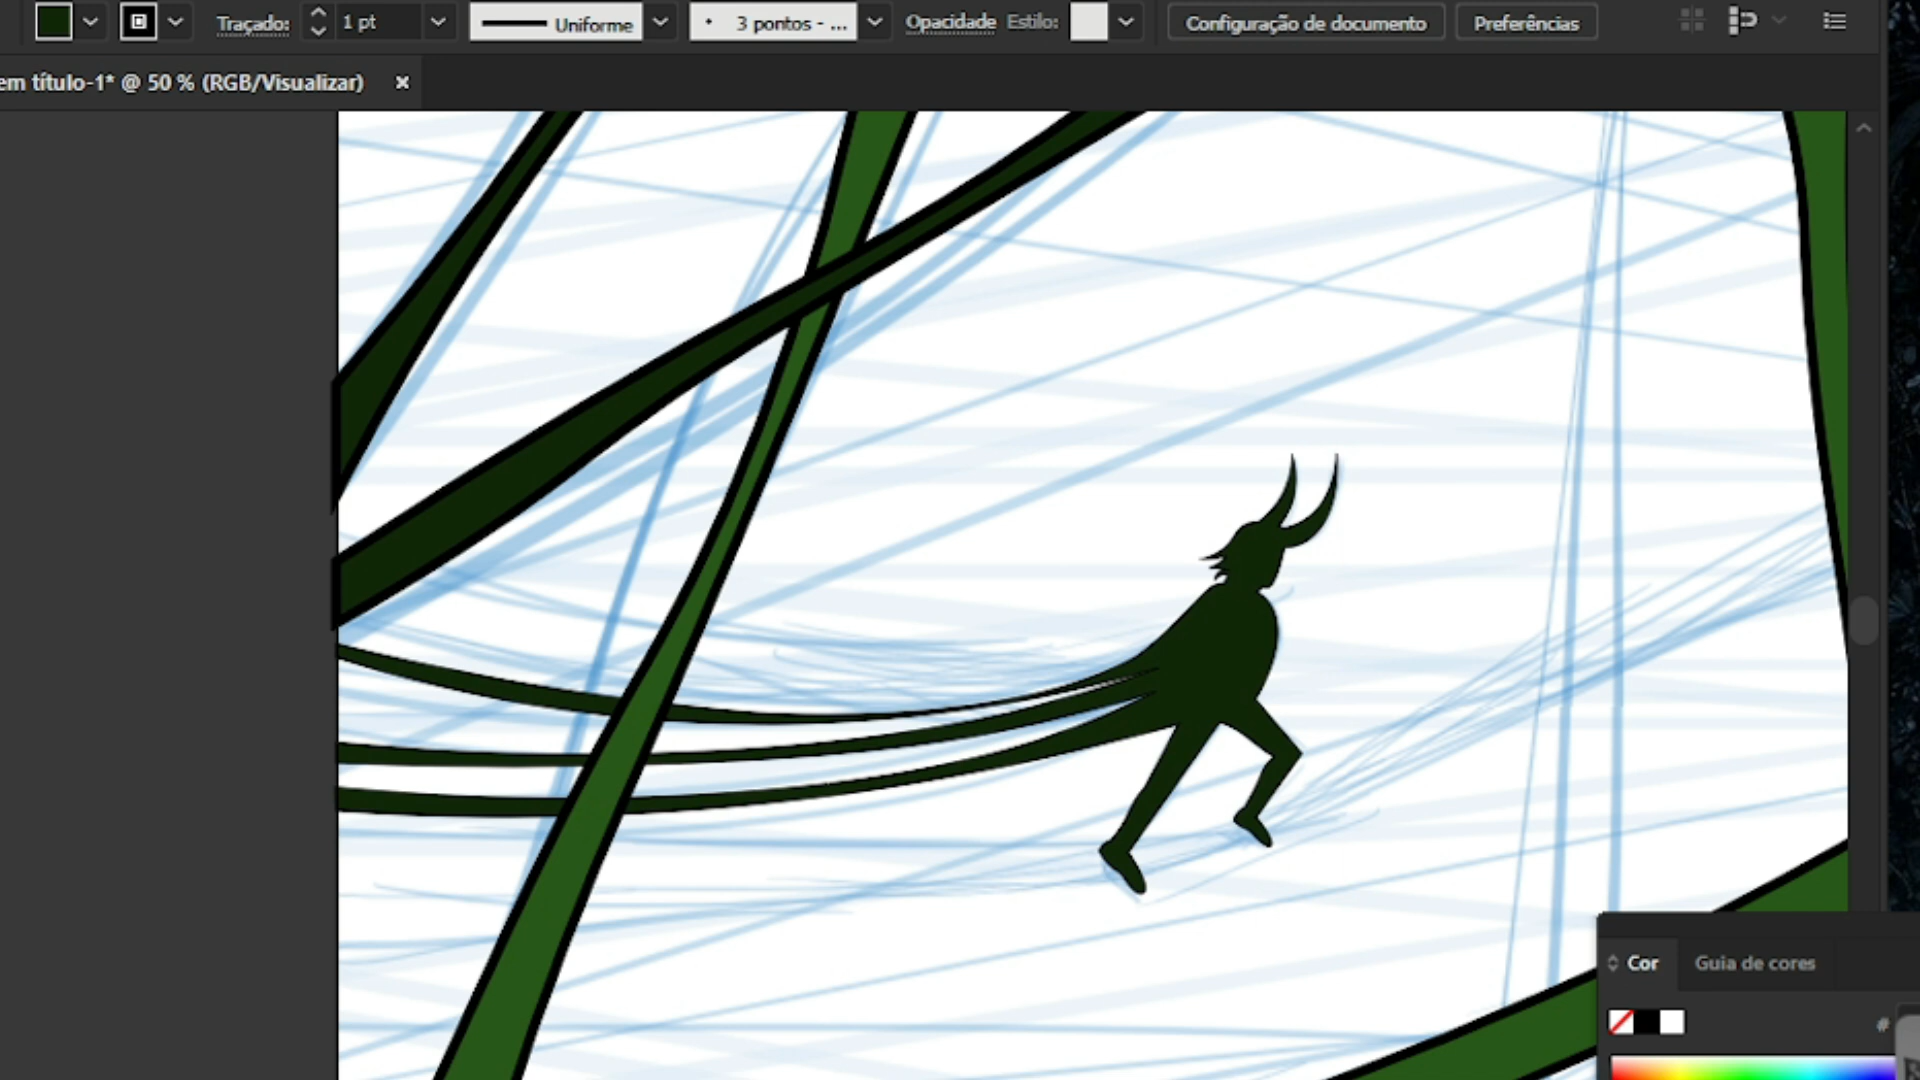 Traçado: 1 pt Uniforme 3 pontos - ... Opacidade Estilo: Configuração de documento Preferências
em título-1* @ 50 % (RGB/Visualizar) ×
Cor Guia de cores
#